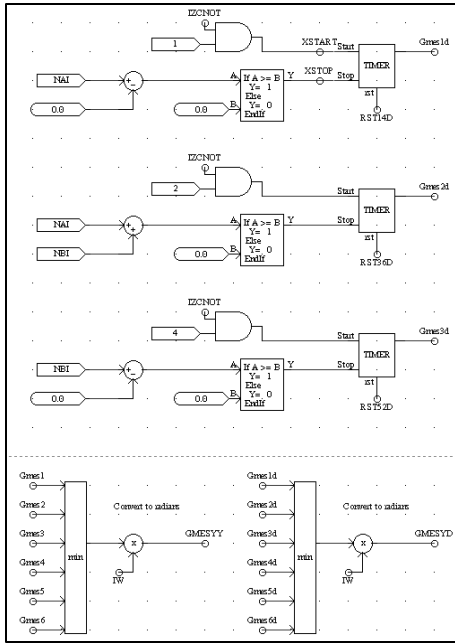 IZCNOT
1
XSTART
Start
Gmes1d
TIMER
NAI
+
-
A
If A >= B
Y
XSTOP
Stop
Y= 1
Else
rst
0.0
0.0
B
Y= 0
EndIf
RST14D
IZCNOT
2
Start
Gmes2d
TIMER
NAI
+
+
A
If A >= B
Y
Stop
Y= 1
Else
rst
NBI
0.0
B
Y= 0
EndIf
RST36D
IZCNOT
4
Start
Gmes3d
TIMER
NBI
+
-
A
If A >= B
Y
Stop
Y= 1
Else
rst
0.0
0.0
B
Y= 0
EndIf
RST52D
Gmes1
Gmes2
Gmes3
Gmes4
Gmes5
Gmes6
min
Convert to radians
x
IW
GMESYY
Gmes1d
Gmes2d
Gmes3d
Gmes4d
Gmes5d
Gmes6d
min
Convert to radians
x
IW
GMESYD